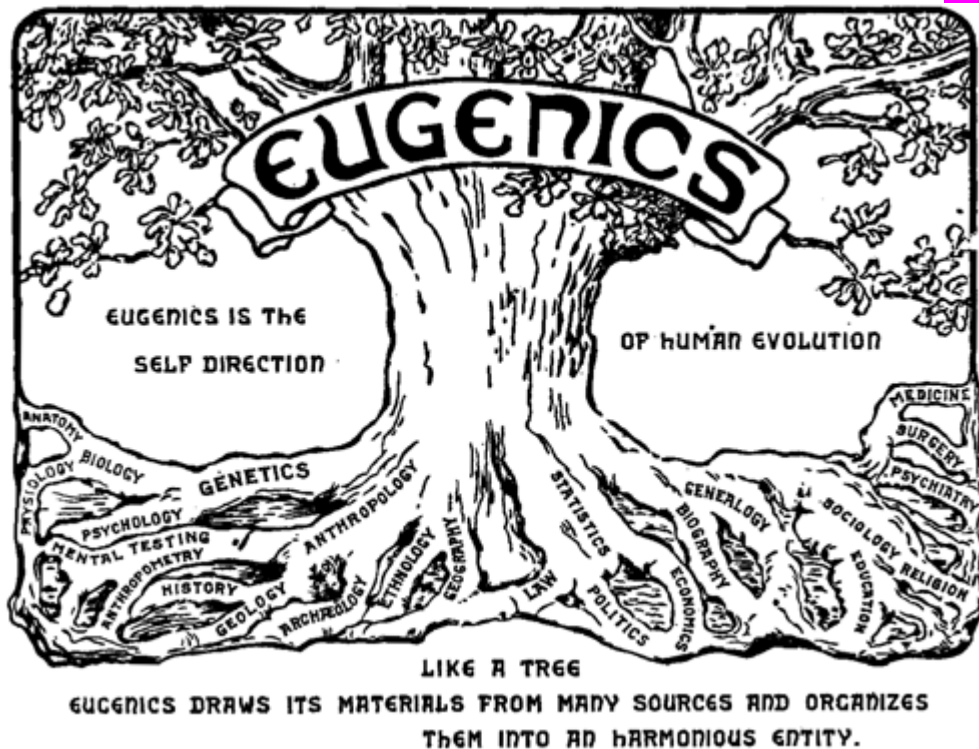 EUGENICS
EUGENICS IS THE
SELF DIRECTION
OF HUMAN EVOLUTION
ANATOMY
PHYSIOLOGY
BIOLOGY
GENETICS
PSYCHOLOGY
MENTAL TESTING
ANTHROPOMETRY
HISTORY
GEOLOGY
ANTHROPOLOGY
ARCHÆOLOGY
ETHNOLOGY
GEOGRAPHY
LAW
STATISTICS
POLITICS
ECONOMICS
BIOGRAPHY
GENEALOGY
EDUCATION
SOCIOLOGY
RELIGION
PSYCHIATRY
SURGERY
MEDICINE
LIKE A TREE
EUGENICS DRAWS ITS MATERIALS FROM MANY SOURCES AND ORGANIZES
THEM INTO AN HARMONIOUS ENTITY.